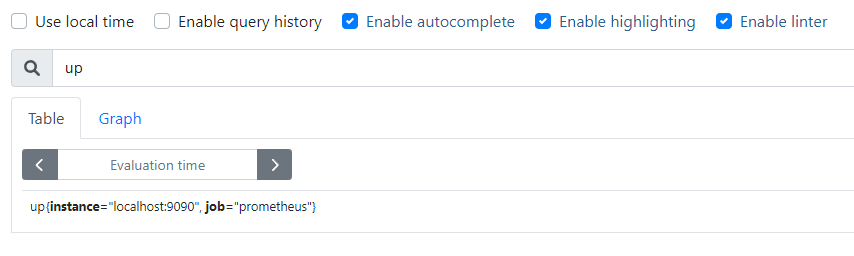 Use local time Enable query history Enable autocomplete Enable highlighting Enable linter
up
Table Graph
Evaluation time
up{instance="localhost:9090", job="prometheus"}